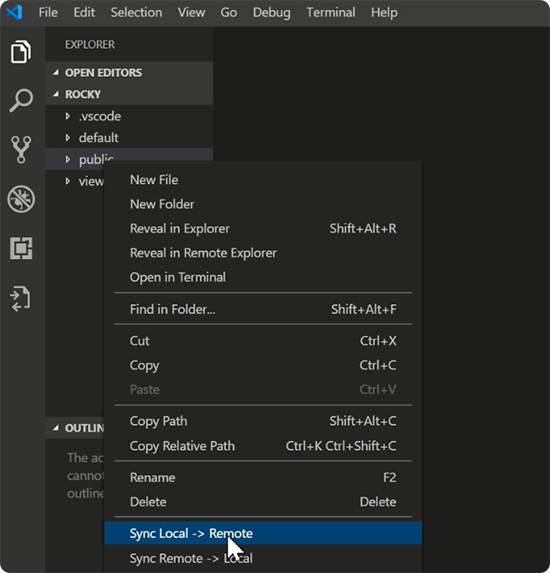 File Edit Selection View Go Debug Terminal Help
EXPLORER
OPEN EDITORS
ROCKY
.vscode
default
public
view
New File
New Folder
Reveal in Explorer Shift+Alt+R
Reveal in Remote Explorer
Open in Terminal
Find in Folder... Shift+Alt+F
Cut Ctrl+X
Copy Ctrl+C
Paste Ctrl+V
Copy Path Shift+Alt+C
Copy Relative Path Ctrl+K Ctrl+Shift+C
Rename F2
Delete Delete
OUTLIN
The ac
cannot
outline
Sync Local -> Remote
Sync Remote -> Local